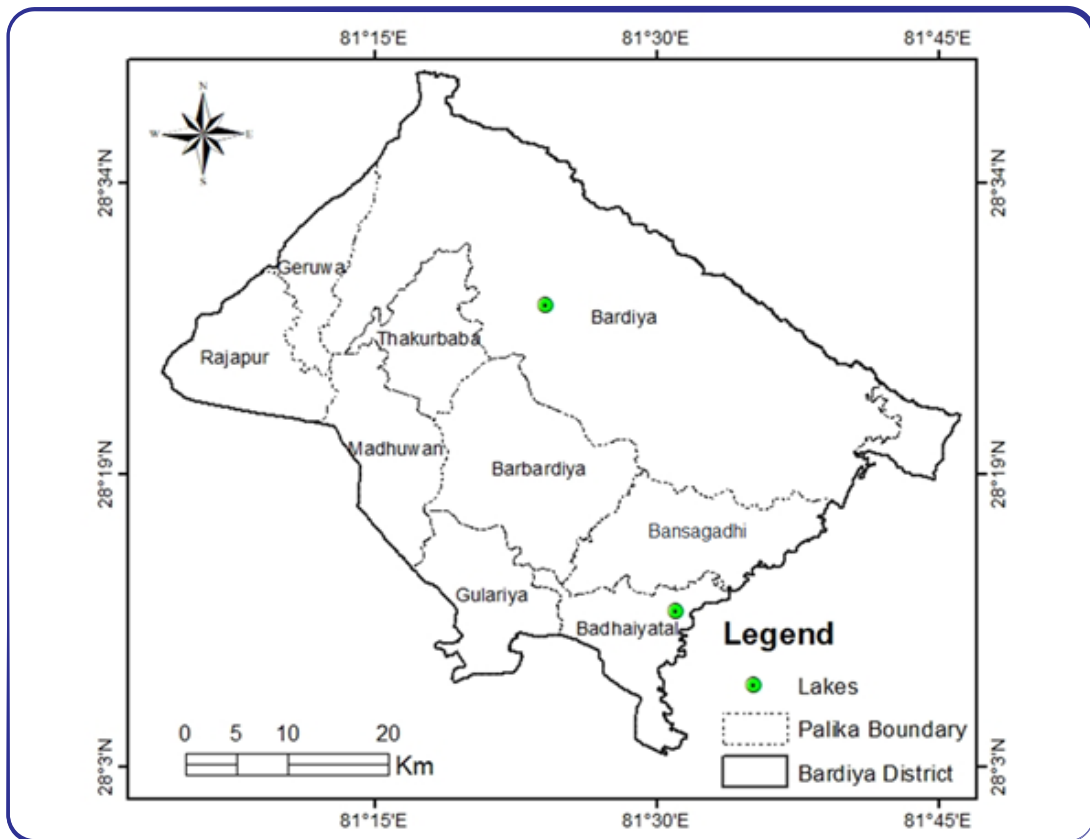 81°15'E 81°30'E 81°45'E
N
W E
S
28°34'N 28°34'N
Geruwa
Bardiya
Thakurbaba
Rajapur
Madhuwan
Barbardiya
28°19'N 28°19'N
Bansagadhi
Gulariya
Badhaiyatal
Legend
Lakes
Palika Boundary
Bardiya District
0 5 10 20
Km
28°3'N 28°3'N
81°15'E 81°30'E 81°45'E